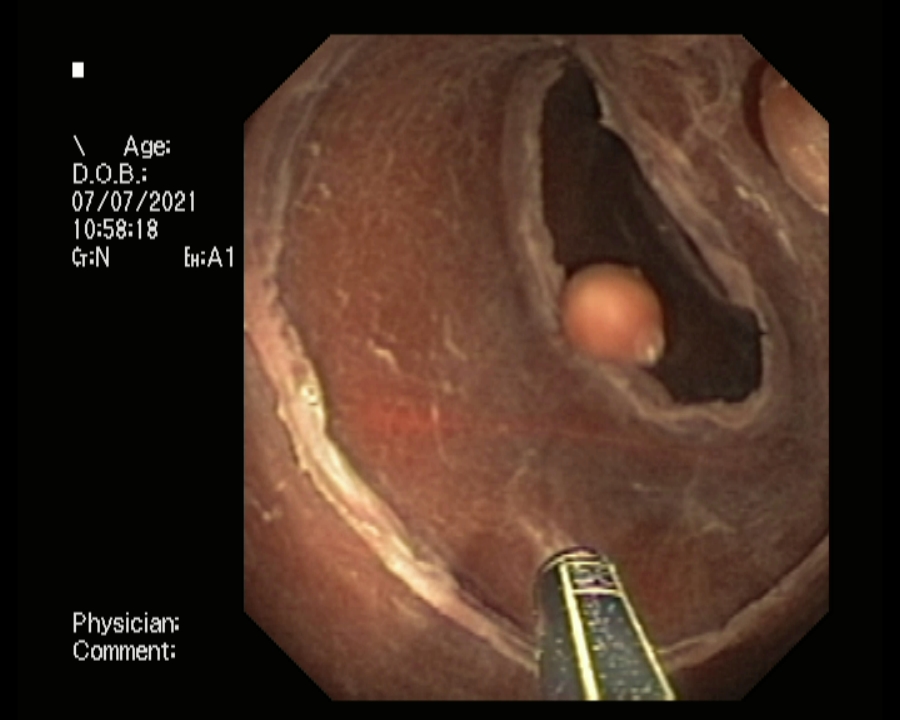 \ Age:
D.O.B.:
07/07/2021
10:58:18
Cr:N EH:A1
Physician:
Comment: